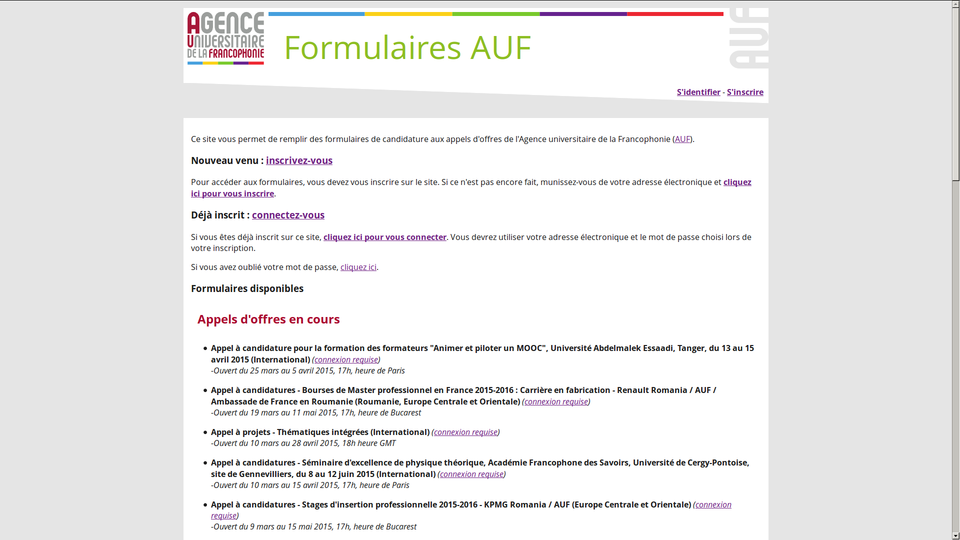 AGENCE
UNIVERSITAIRE
DE LA FRANCOPHONIE
Formulaires AUF
AUF
S'identifier - S'inscrire
Ce site vous permet de remplir des formulaires de candidature aux appels d'offres de l'Agence universitaire de la Francophonie (AUF).
Nouveau venu : inscrivez-vous
Pour accéder aux formulaires, vous devez vous inscrire sur le site. Si ce n'est pas encore fait, munissez-vous de votre adresse électronique et cliquez
ici pour vous inscrire.
Déjà inscrit : connectez-vous
Si vous êtes déjà inscrit sur ce site, cliquez ici pour vous connecter. Vous devrez utiliser votre adresse électronique et le mot de passe choisi lors de
votre inscription.
Si vous avez oublié votre mot de passe, cliquez ici.
Formulaires disponibles
Appels d'offres en cours
Appel à candidature pour la formation des formateurs "Animer et piloter un MOOC", Université Abdelmalek Essaadi, Tanger, du 13 au 15
avril 2015 (International) (connexion requise)
-Ouvert du 25 mars au 5 avril 2015, 17h, heure de Paris
Appel à candidatures - Bourses de Master professionnel en France 2015-2016 : Carrière en fabrication - Renault Romania / AUF /
Ambassade de France en Roumanie (Roumanie, Europe Centrale et Orientale) (connexion requise)
-Ouvert du 19 mars au 11 mai 2015, 17h, heure de Bucarest
Appel à projets - Thématiques intégrées (International) (connexion requise)
-Ouvert du 10 mars au 28 avril 2015, 18h heure GMT
Appel à candidatures - Séminaire d'excellence de physique théorique, Académie Francophone des Savoirs, Université de Cergy-Pontoise,
site de Gennevilliers, du 8 au 12 juin 2015 (International) (connexion requise)
-Ouvert du 10 mars au 15 avril 2015, 17h, heure de Paris
Appel à candidatures - Stages d'insertion professionnelle 2015-2016 - KPMG Romania / AUF (Europe Centrale et Orientale) (connexion
requise)
-Ouvert du 9 mars au 15 mai 2015, 17h, heure de Bucarest